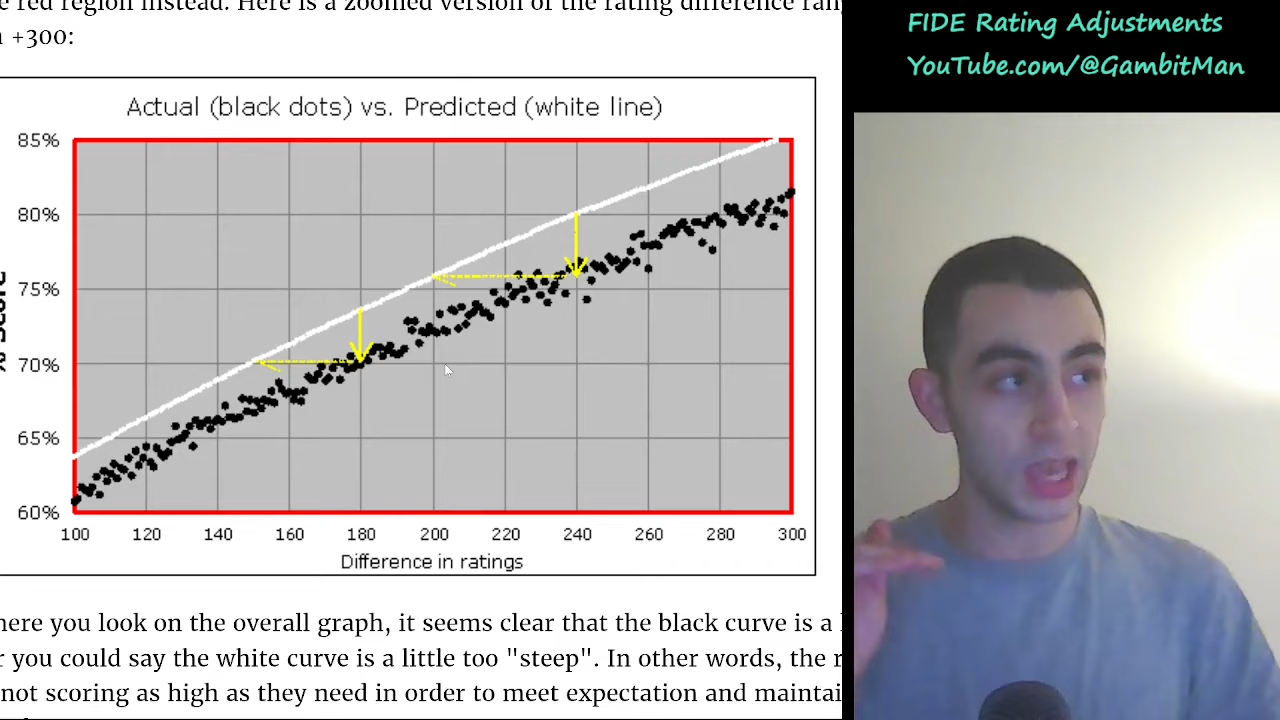 e red region instead. Here is a zoomed version of the rating difference
+300:
FIDE Rating Adjustments
YouTube.com/@GambitMan
Actual (black dots) vs. Predicted (white line)
85%
80%
75%
70%
65%
60%
% Score
100 120 140 160 180 200 220 240 260 280 300
Difference in ratings
here you look on the overall graph, it seems clear that the black curve is a
you could say the white curve is a little too "steep". In other words, the
not scoring as high as they need in order to meet expectation and